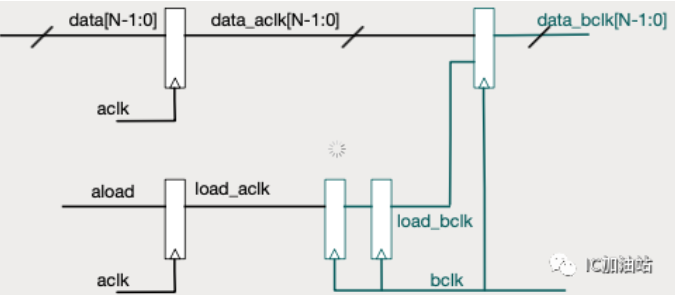 data[N-1:0]
data_aclk[N-1:0]
data_bclk[N-1:0]
aclk
aload
load_aclk
load_bclk
aclk
bclk
IC加油站